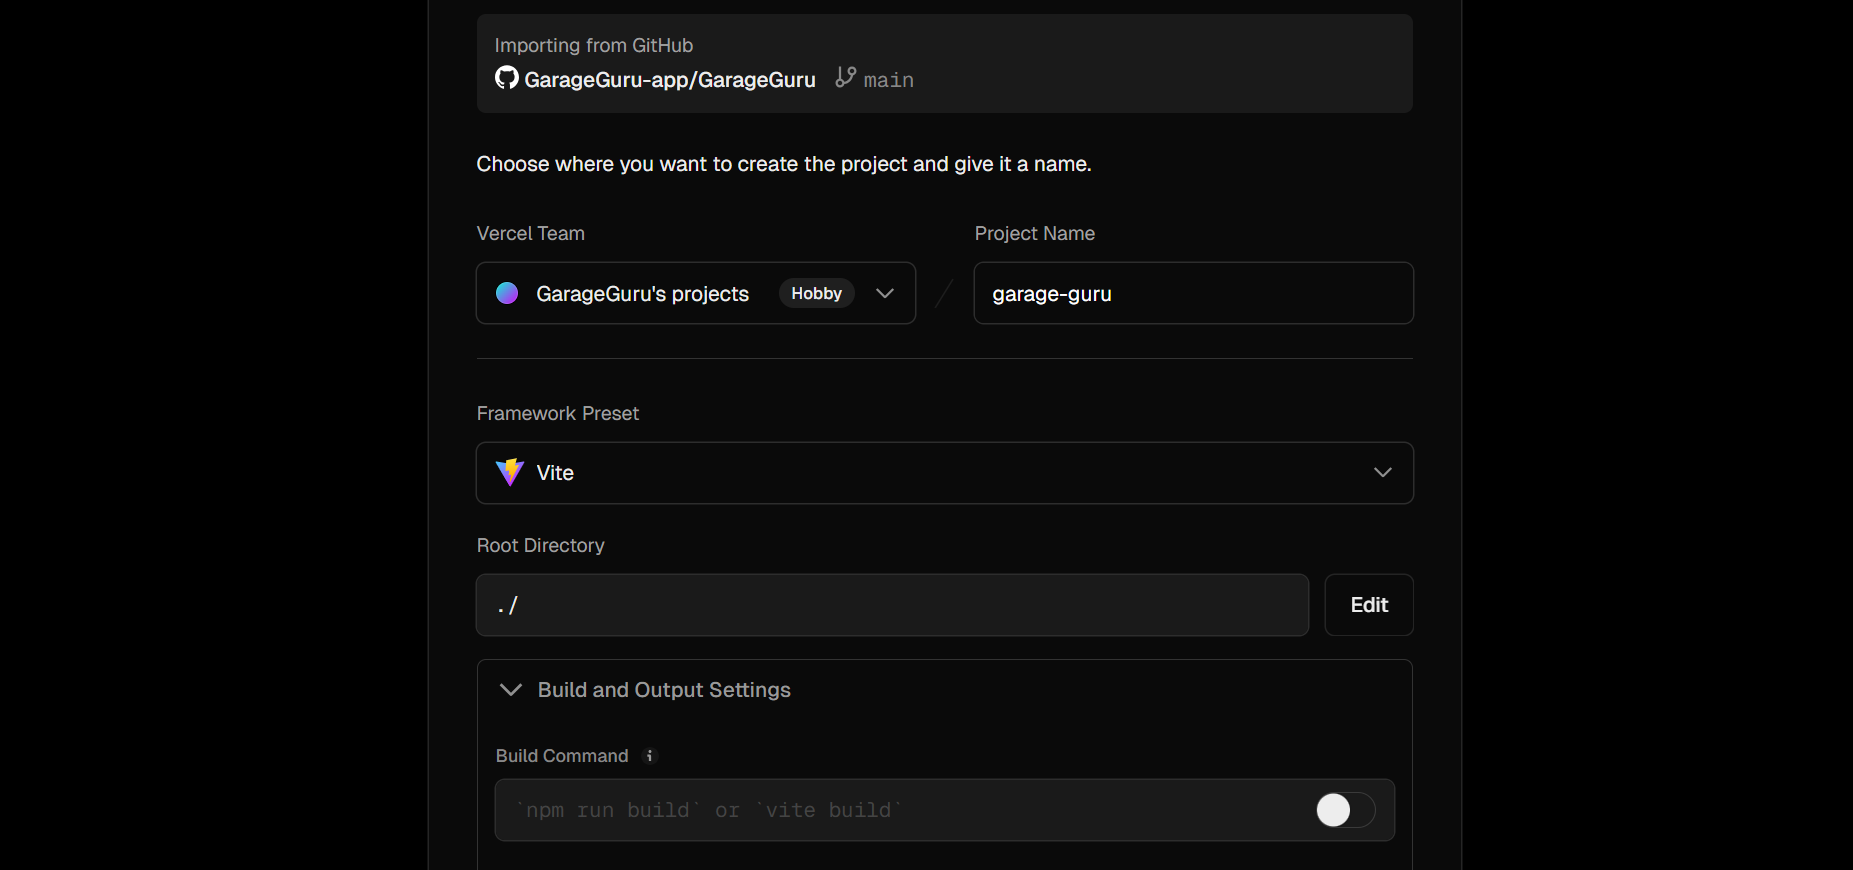 Importing from GitHub
GarageGuru-app/GarageGuru main
Choose where you want to create the project and give it a name.
Vercel Team
Project Name
GarageGuru's projects Hobby
garage-guru
Framework Preset
Vite
Root Directory
./
Edit
Build and Output Settings
Build Command
`npm run build` or `vite build`